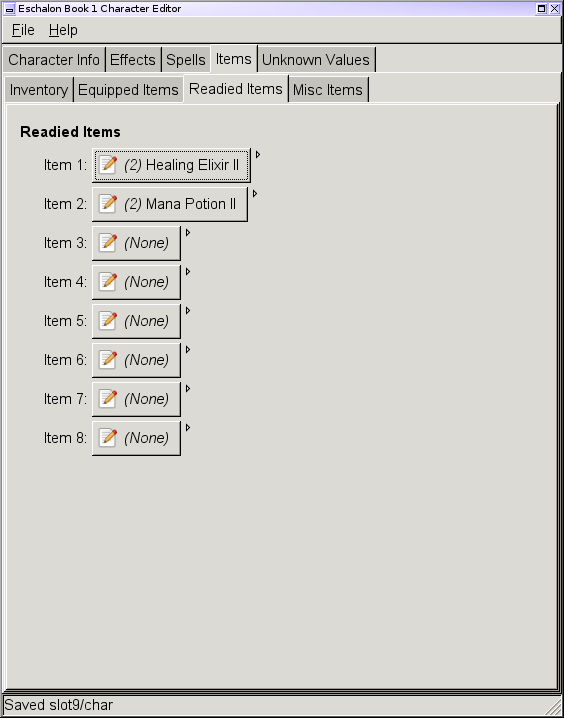 Eschalon Book 1 Character Editor
File Help
Character Info Effects Spells Items Unknown Values
Inventory Equipped Items Readied Items Misc Items
Readied Items
Item 1: (2) Healing Elixir II
Item 2: (2) Mana Potion II
Item 3: (None)
Item 4: (None)
Item 5: (None)
Item 6: (None)
Item 7: (None)
Item 8: (None)
Saved slot9/char